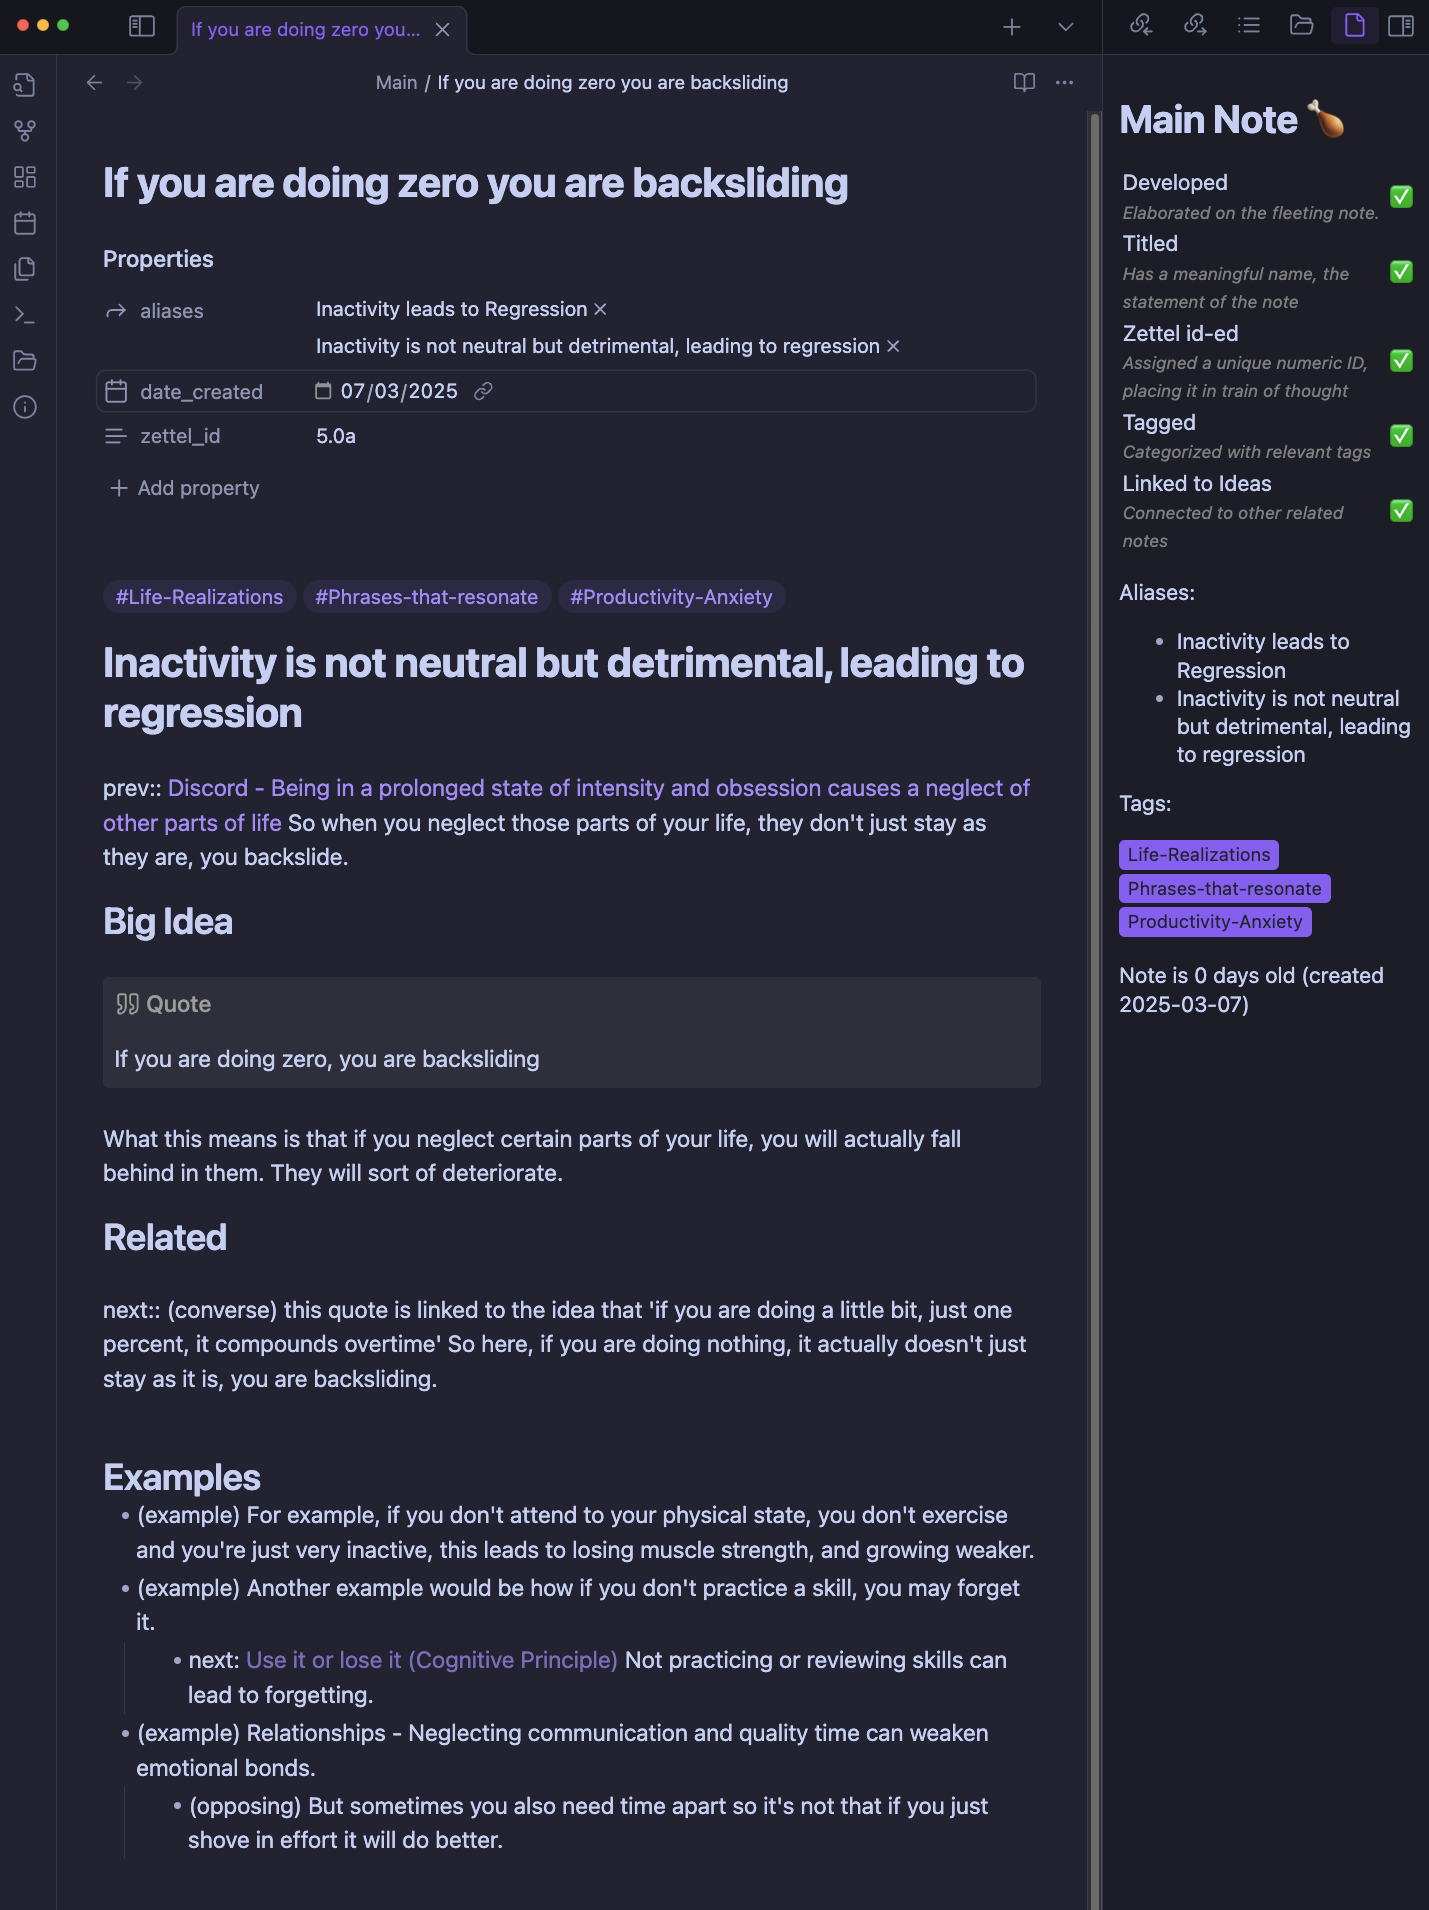 If you are doing zero you...
Main / If you are doing zero you are backsliding
If you are doing zero you are backsliding
Properties
aliases
Inactivity leads to Regression
Inactivity is not neutral but detrimental, leading to regression
date_created 07/03/2025
zettel_id 5.0a
Add property
#Life-Realizations #Phrases-that-resonate #Productivity-Anxiety
Inactivity is not neutral but detrimental, leading to
regression
prev:: Discord - Being in a prolonged state of intensity and obsession causes a neglect of
other parts of life So when you neglect those parts of your life, they don't just stay as
they are, you backslide.
Big Idea
Quote
If you are doing zero, you are backsliding
What this means is that if you neglect certain parts of your life, you will actually fall
behind in them. They will sort of deteriorate.
Related
next:: (converse) this quote is linked to the idea that 'if you are doing a little bit, just one
percent, it compounds overtime' So here, if you are doing nothing, it actually doesn't just
stay as it is, you are backsliding.
Examples
• (example) For example, if you don't attend to your physical state, you don't exercise
and you're just very inactive, this leads to losing muscle strength, and growing weaker.
• (example) Another example would be how if you don't practice a skill, you may forget
it.
• next: Use it or lose it (Cognitive Principle) Not practicing or reviewing skills can
lead to forgetting.
• (example) Relationships - Neglecting communication and quality time can weaken
emotional bonds.
• (opposing) But sometimes you also need time apart so it's not that if you just
shove in effort it will do better.
Main Note 🍗
Developed
Elaborated on the fleeting note. ✅
Titled
Has a meaningful name, the
statement of the note ✅
Zettel id-ed
Assigned a unique numeric ID,
placing it in train of thought ✅
Tagged
Categorized with relevant tags ✅
Linked to Ideas
Connected to other related
notes ✅
Aliases:
• Inactivity leads to
Regression
• Inactivity is not neutral
but detrimental, leading
to regression
Tags:
Life-Realizations
Phrases-that-resonate
Productivity-Anxiety
Note is 0 days old (created
2025-03-07)